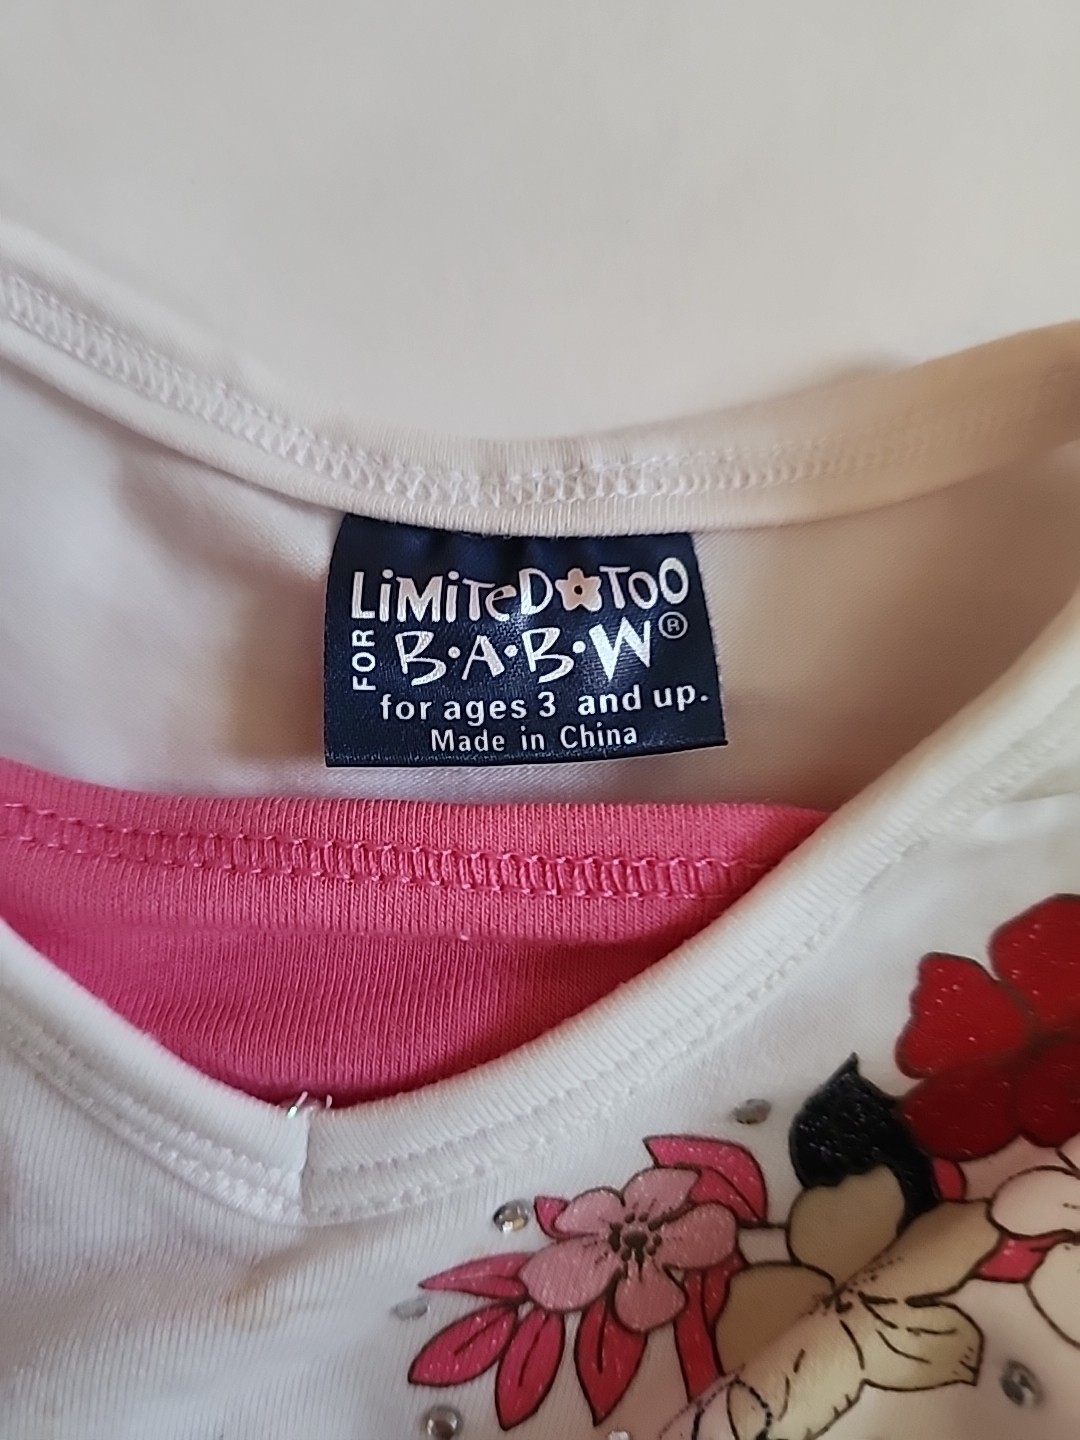 LiMiTeD TOO
FOR B·A·B·W®
for ages 3 and up.
Made in China